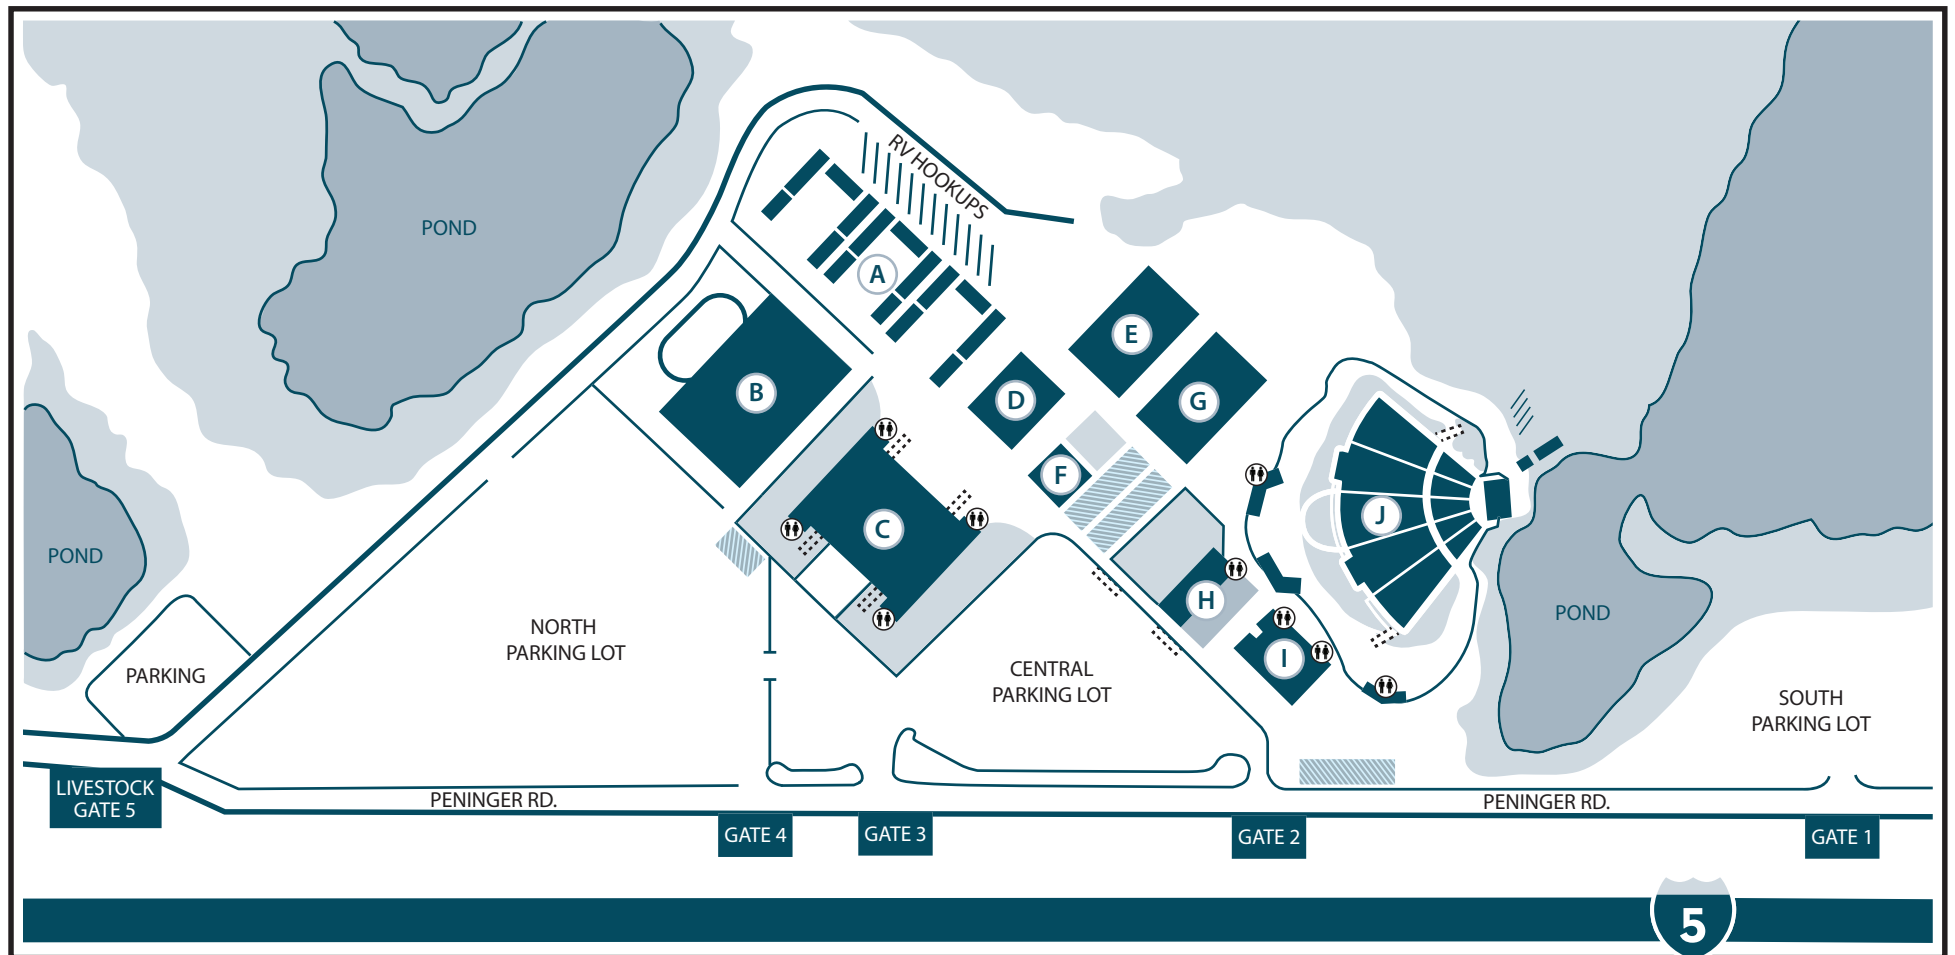 RV HOOKUPS
POND
A
E
B
G
D
F
J
C
POND
H
POND
NORTH
PARKING LOT
I
PARKING
CENTRAL
PARKING LOT
SOUTH
PARKING LOT
LIVESTOCK
GATE 5
PENINGER RD.
PENINGER RD.
GATE 4
GATE 3
GATE 2
GATE 1
5